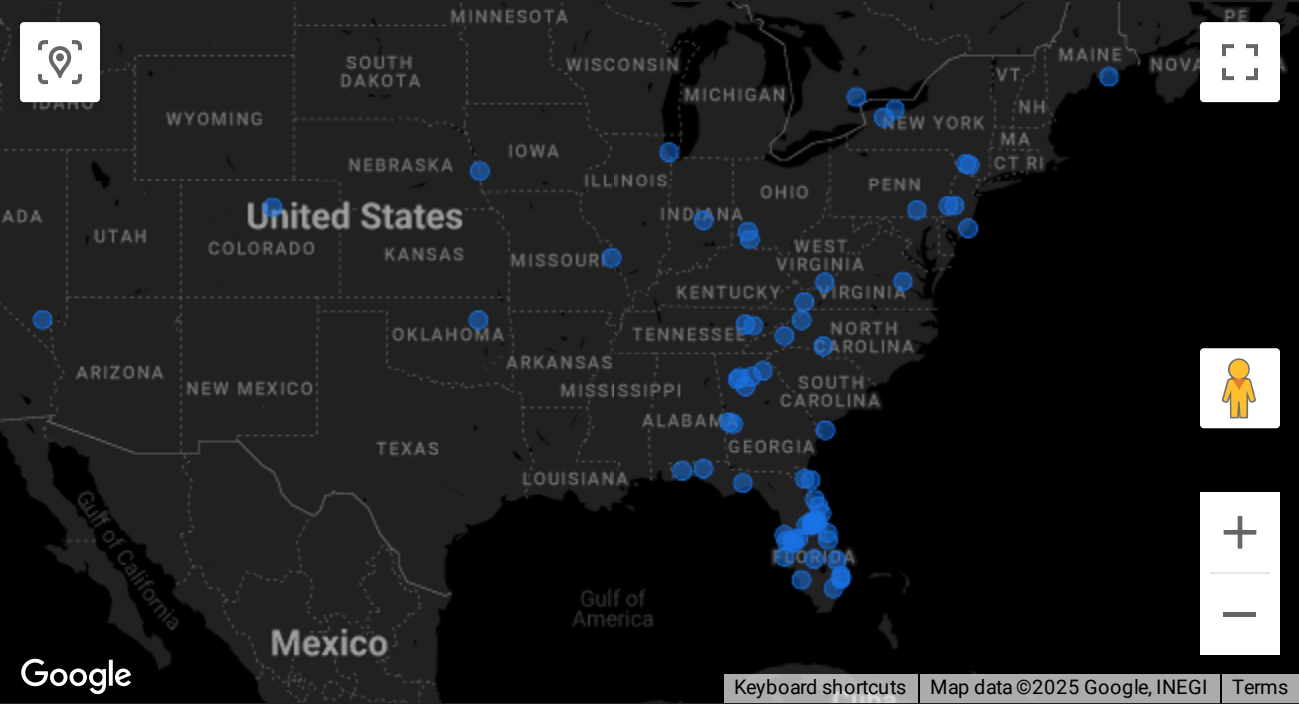 MINNESOTA
PE
SOUTH
DAKOTA
WISCONSIN
MAINE
VT
NOVA
IDAHO
MICHIGAN
NH
WYOMING
NEW YORK
MA
IOWA
NEBRASKA
CT RI
ILLINOIS
OHIO
PENN
United States
INDIANA
ADA
UTAH
COLORADO
KANSAS
MISSOURI
WEST
VIRGINIA
KENTUCKY
VIRGINIA
OKLAHOMA
TENNESSEE
NORTH
CAROLINA
ARKANSAS
ARIZONA
NEW MEXICO
MISSISSIPPI
SOUTH
CAROLINA
ALABAMA
GEORGIA
TEXAS
LOUISIANA
Gulf of California
FLORIDA
Gulf of
America
Mexico
Google
Cuba
Keyboard shortcuts
Map data ©2025 Google, INEGI
Terms